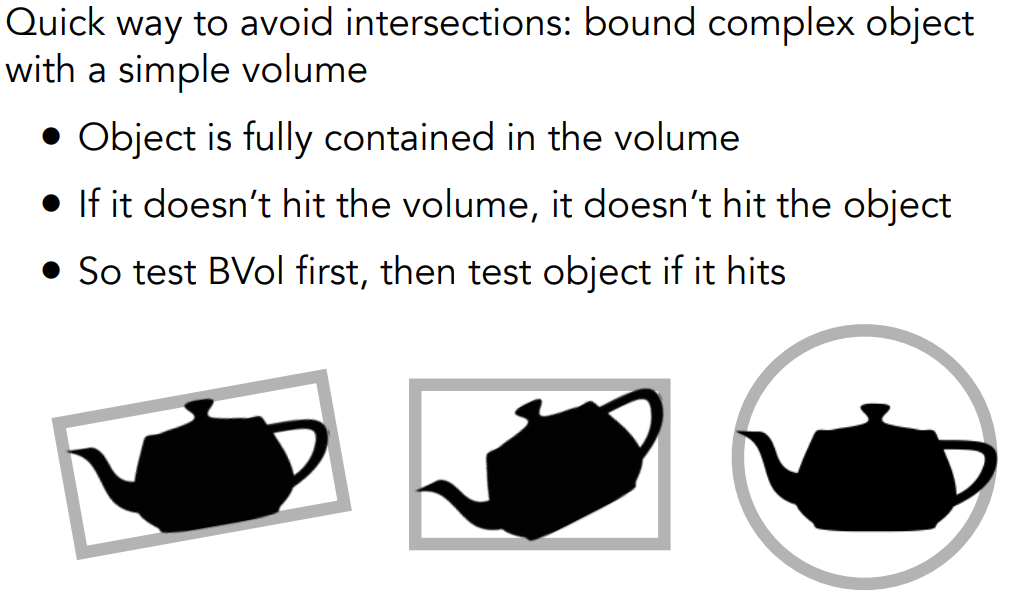 Quick way to avoid intersections: bound complex object
with a simple volume
● Object is fully contained in the volume
● If it doesn’t hit the volume, it doesn’t hit the object
● So test BVol first, then test object if it hits